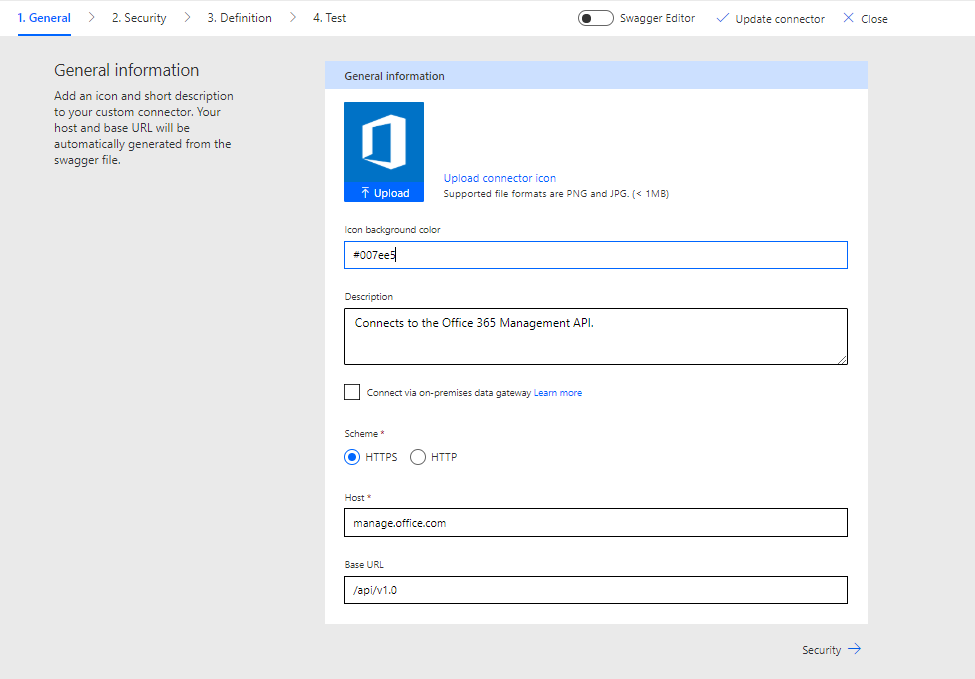 1. General
2. Security
3. Definition
4. Test
Swagger Editor
Update connector
Close
General information
Add an icon and short description
to your custom connector. Your
host and base URL will be
automatically generated from the
swagger file.
General information
Upload
Upload connector icon
Supported file formats are PNG and JPG. (< 1MB)
Icon background color
#007ee5
Description
Connects to the Office 365 Management API.
Connect via on-premises data gateway Learn more
Scheme *
HTTPS
HTTP
Host *
manage.office.com
Base URL
/api/v1.0
Security